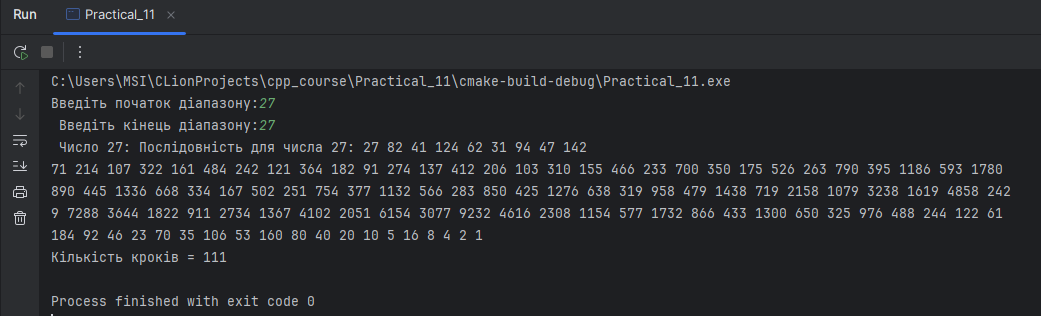 Run
Practical_11
C:\Users\MSI\CLionProjects\cpp_course\Practical_11\cmake-build-debug\Practical_11.exe
Введіть початок діапазону:27
Введіть кінець діапазону:27
Число 27: Послідовність для числа 27: 27 82 41 124 62 31 94 47 142
71 214 107 322 161 484 242 121 364 182 91 274 137 412 206 103 310 155 466 233 700 350 175 526 263 790 395 1186 593 1780
890 445 1336 668 334 167 502 251 754 377 1132 566 283 850 425 1276 638 319 958 479 1438 719 2158 1079 3238 1619 4858 242
9 7288 3644 1822 911 2734 1367 4102 2051 6154 3077 9232 4616 2308 1154 577 1732 866 433 1300 650 325 976 488 244 122 61
184 92 46 23 70 35 106 53 160 80 40 20 10 5 16 8 4 2 1
Кількість кроків = 111
Process finished with exit code 0